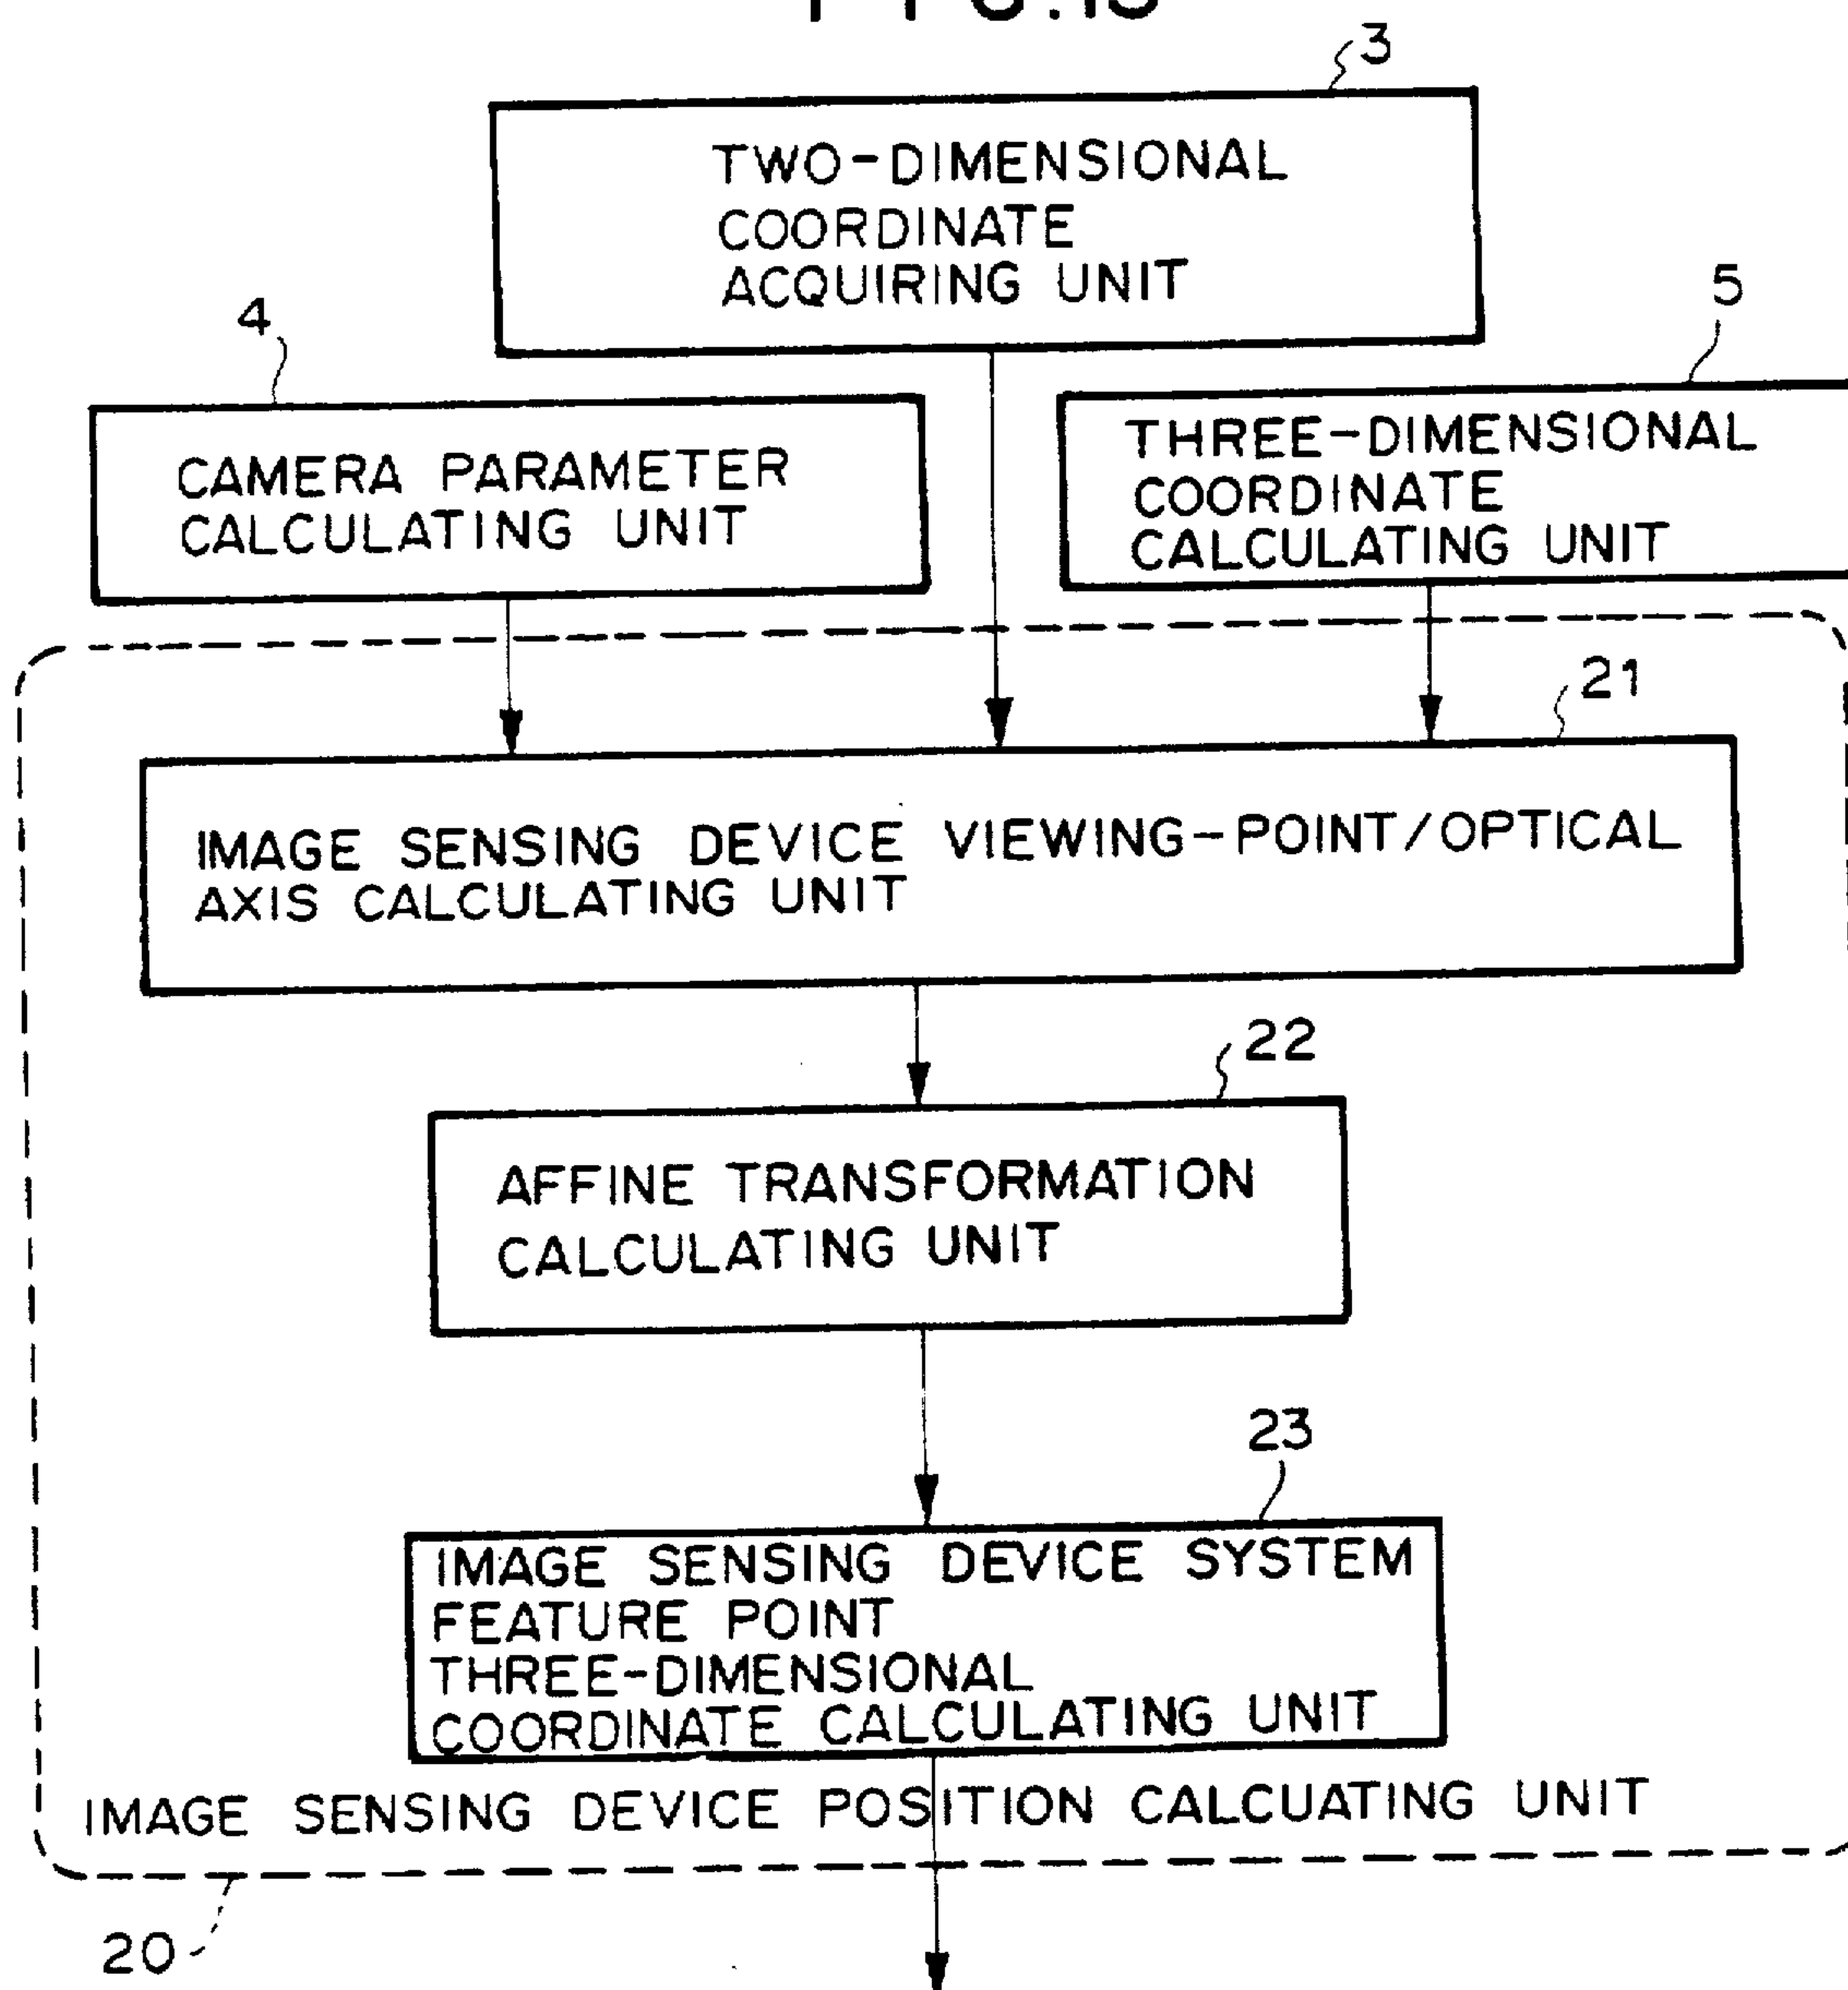 3
TWO-DIMENSIONAL
COORDINATE
ACQUIRING UNIT
4
CAMERA PARAMETER
CALCULATING UNIT
5
THREE-DIMENSIONAL
COORDINATE
CALCULATING UNIT
21
IMAGE SENSING DEVICE VIEWING-POINT/OPTICAL
AXIS CALCULATING UNIT
22
AFFINE TRANSFORMATION
CALCULATING UNIT
23
IMAGE SENSING DEVICE SYSTEM
FEATURE POINT
THREE-DIMENSIONAL
COORDINATE CALCULATING UNIT
IMAGE SENSING DEVICE POSITION CALCUATING UNIT
20